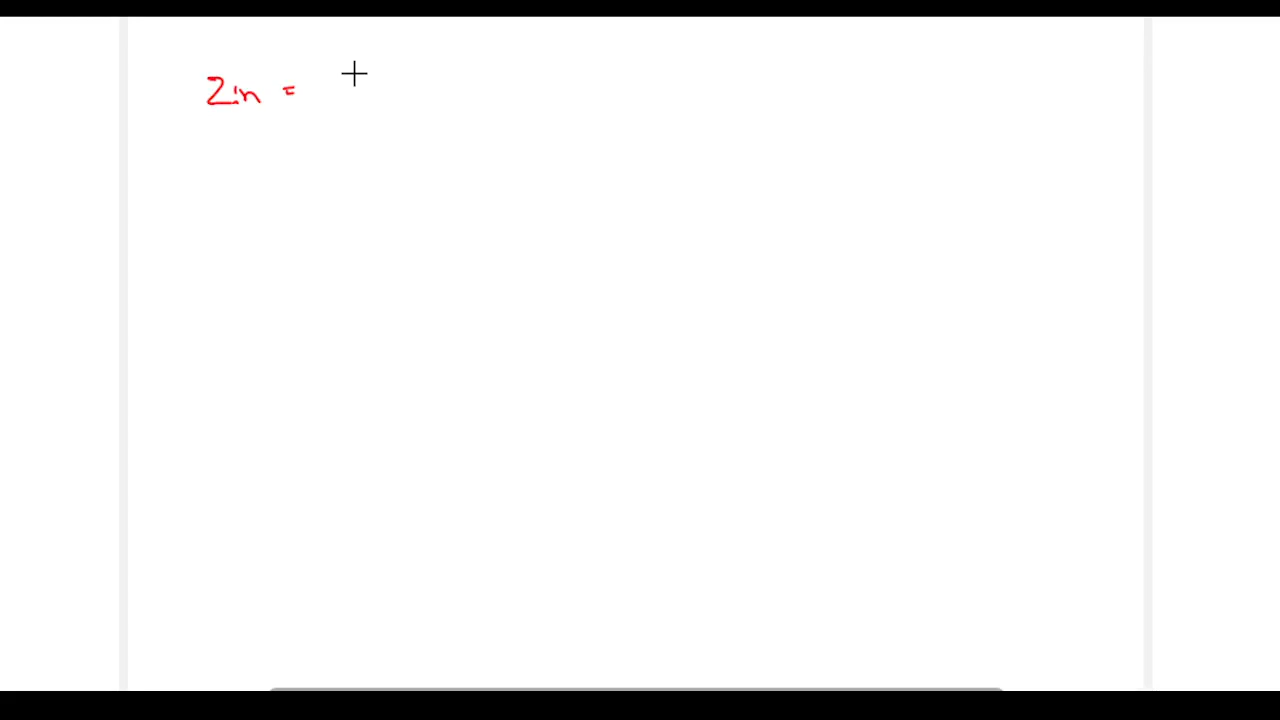 Zin =